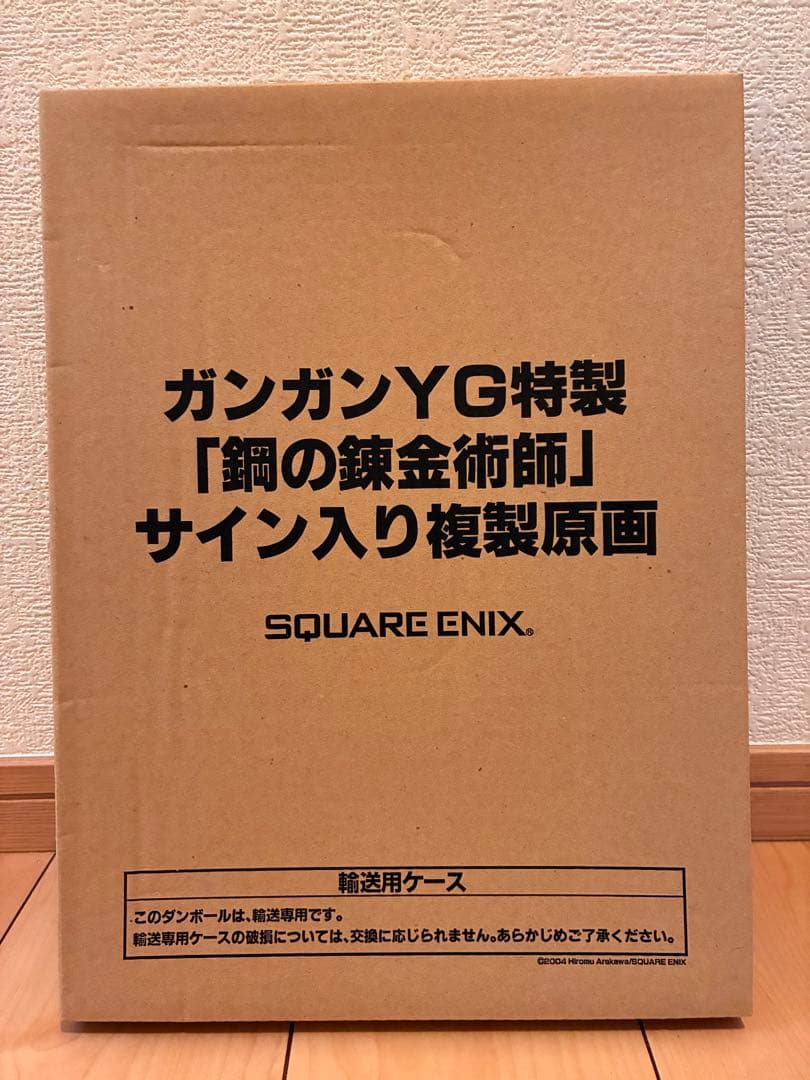 ガンガンYG特製
「鋼の錬金術師」
サイン入り複製原画
SQUARE ENIX®
輸送用ケース
このダンボールは、輸送専用です。
輸送専用ケースの破損については、交換に応じられません。あらかじめご了承ください。
©2004 Hiromu Arakawa/SQUARE ENIX